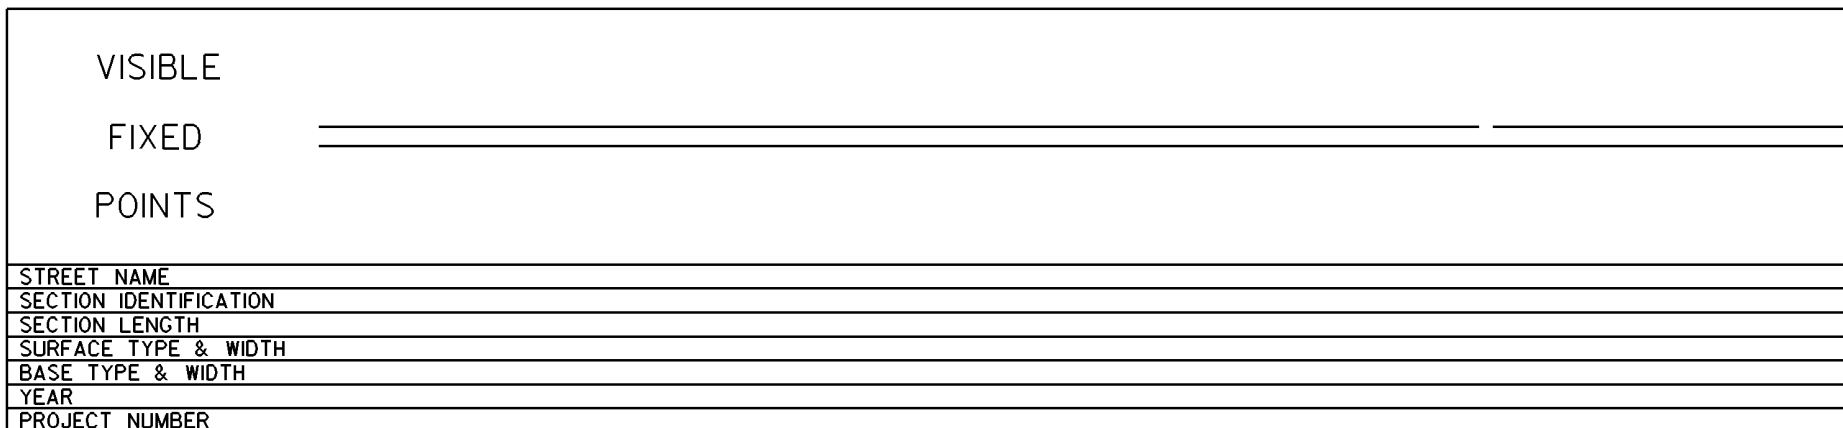 VISIBLE
FIXED
POINTS
STREET NAME
SECTION IDENTIFICATION
SECTION LENGTH
SURFACE TYPE & WIDTH
BASE TYPE & WIDTH
YEAR
PROJECT NUMBER